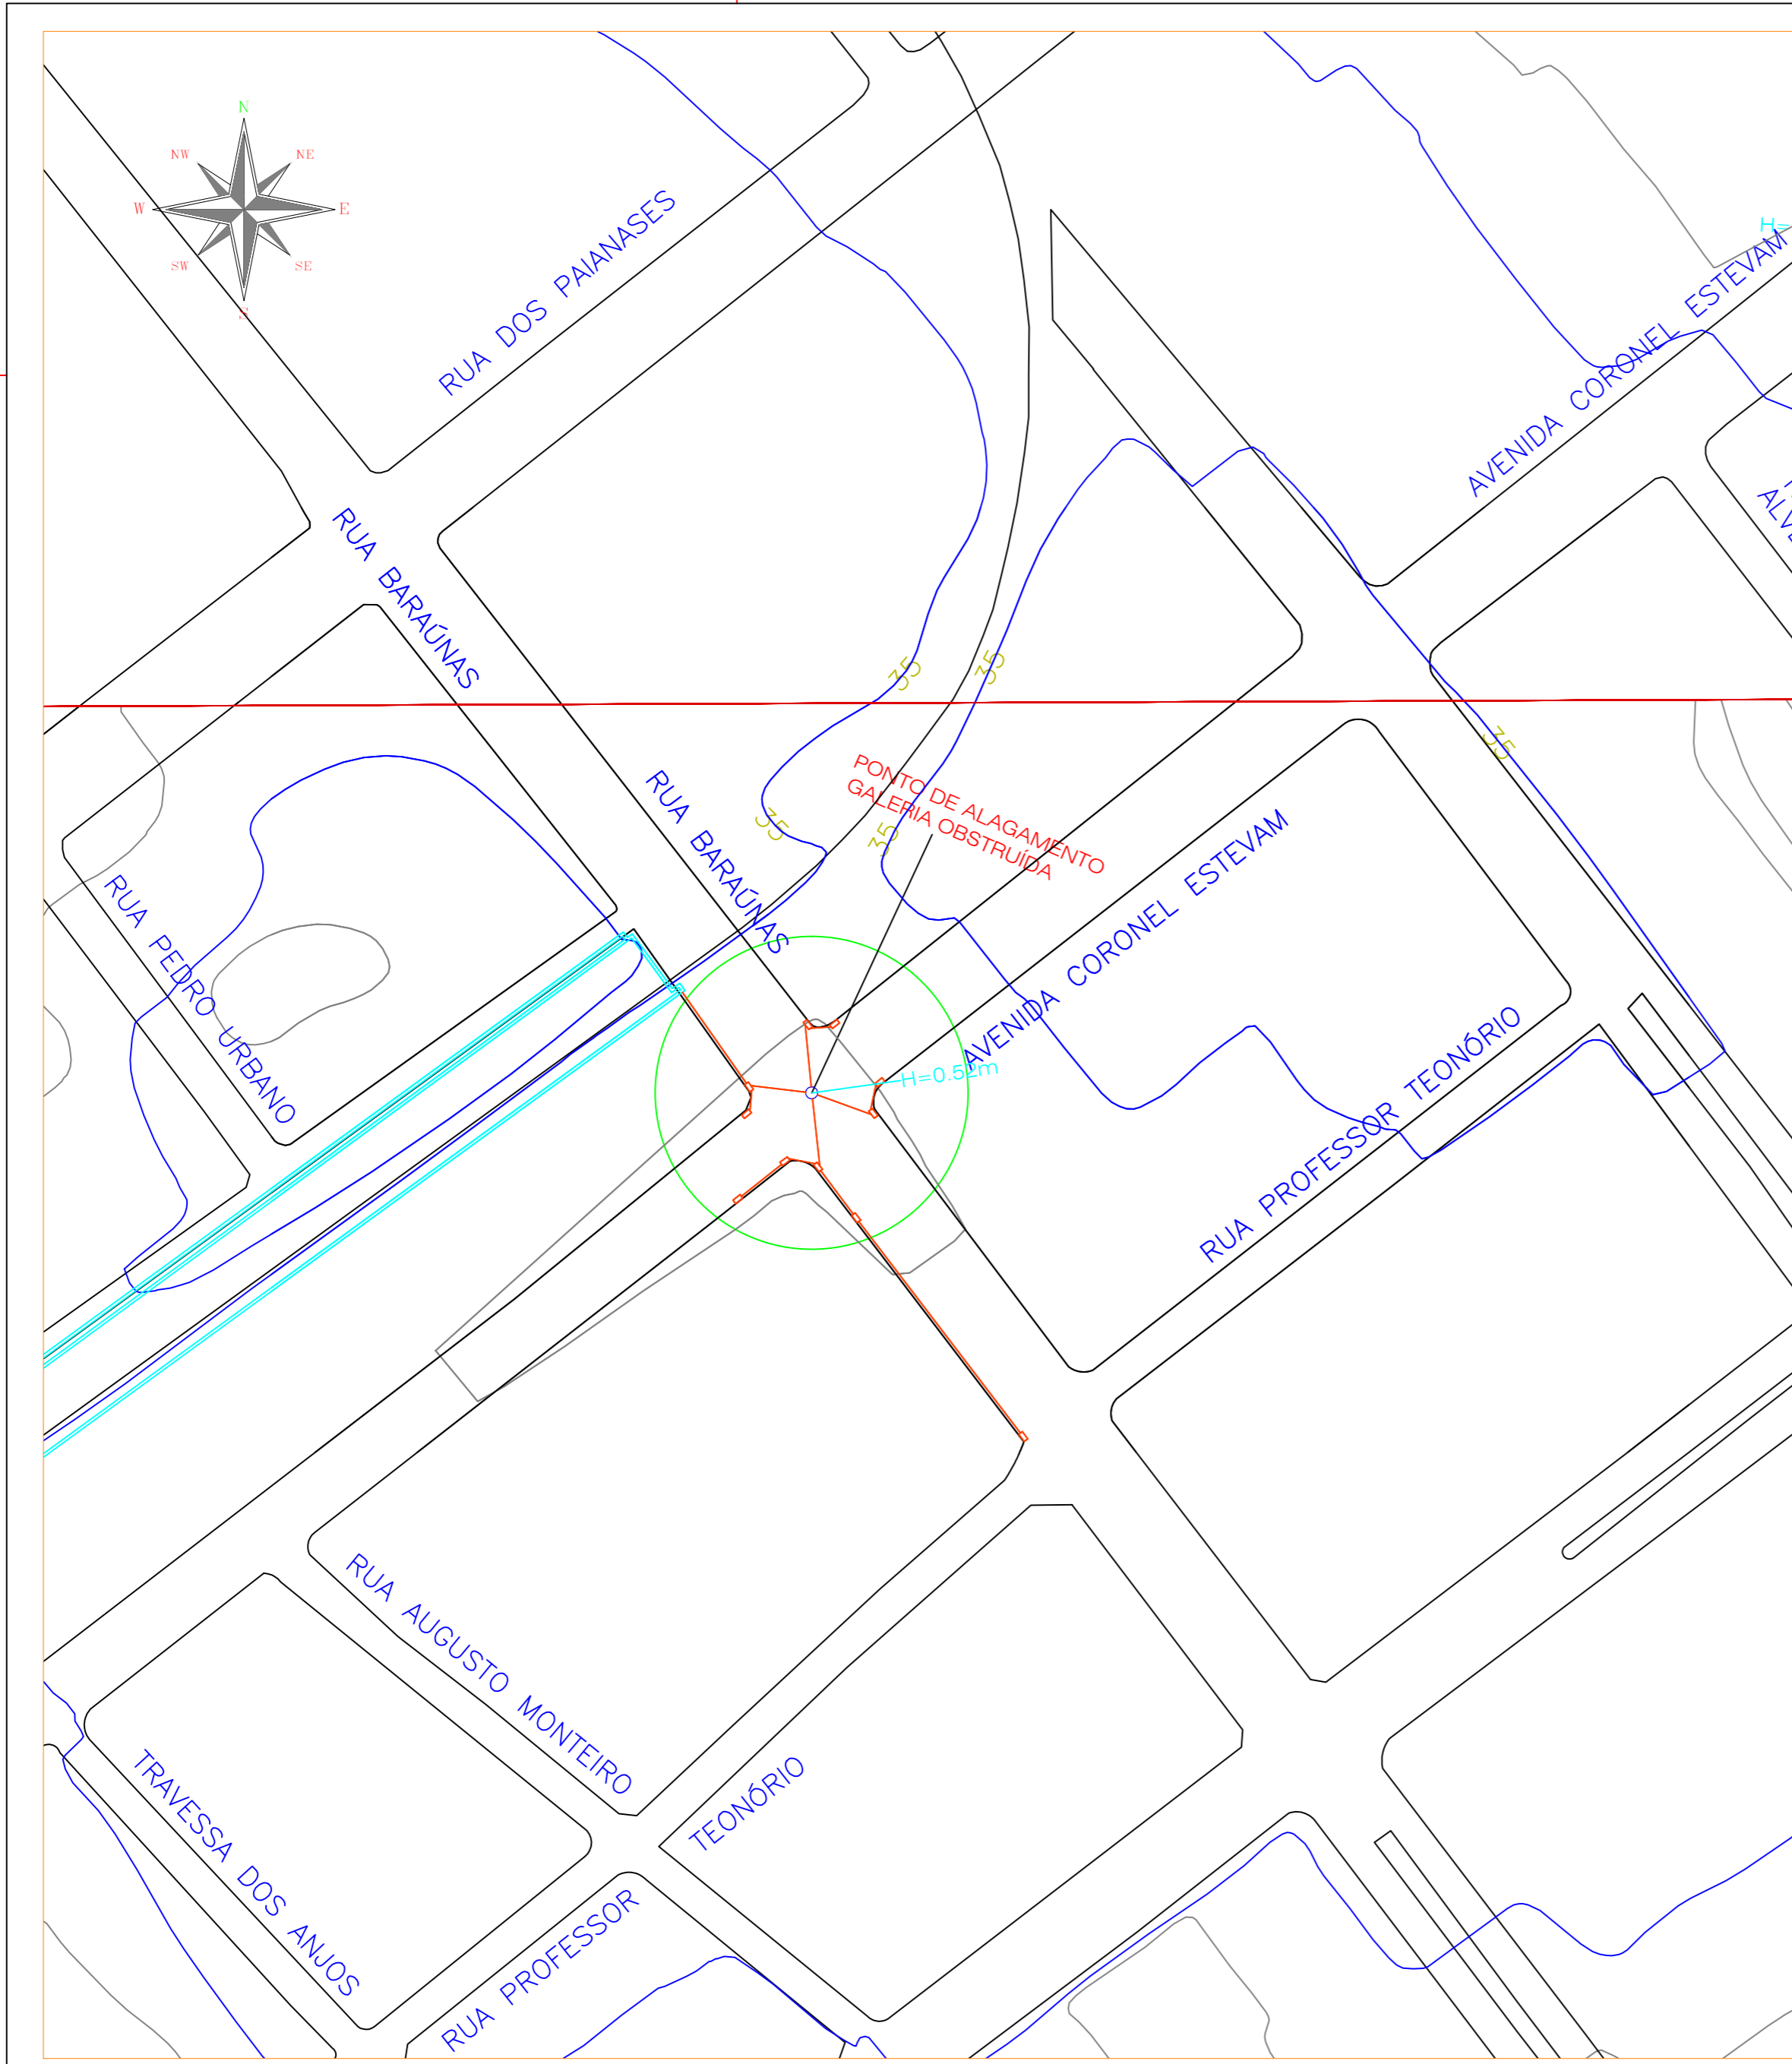 N
NW
NE
W
E
SW
SE
S
RUA DOS PAIANASES
H=
AVENIDA CORONEL ESTEVAM
RUA BARAÚNAS
35
35
35
RUA BARAÚNAS
PONTO DE ALAGAMENTO
GALERIA OBSTRUÍDA
35
35
AVENIDA CORONEL ESTEVAM
RUA PEDRO URBANO
H=0.52m
RUA PROFESSOR TEONÓRIO
RUA AUGUSTO MONTEIRO
TEONÓRIO
TRAVESSA DOS ANJOS
RUA PROFESSOR